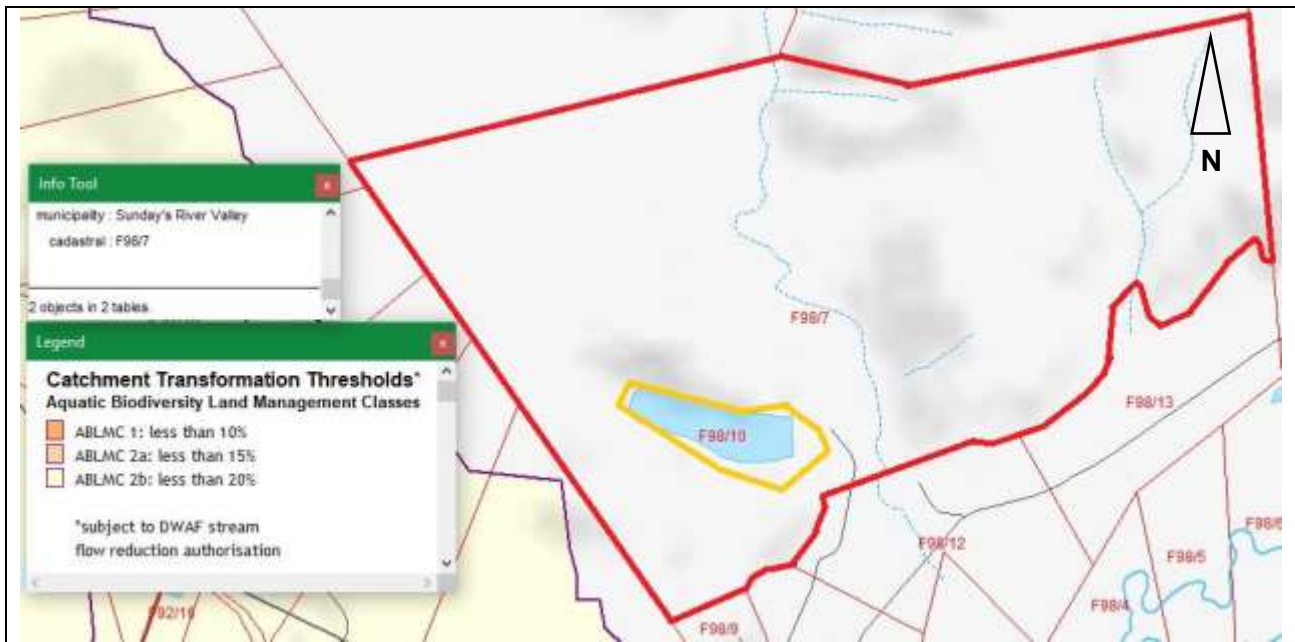 N
Info Tool
municipality : Sunday's River Valley
cadastral : F98/7
2 objects in 2 tables
Legend
Catchment Transformation Thresholds*
Aquatic Biodiversity Land Management Classes
ABLMC 1: less than 10%
ABLMC 2a: less than 15%
ABLMC 2b: less than 20%
*subject to DWAF stream
flow reduction authorisation
F98/7
F98/10
F98/13
F98/12
F98/5
F98/4
F98/9